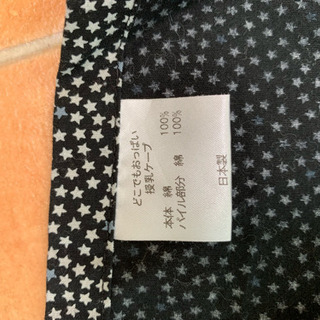 どこでもおっぱい
授乳ケープ
本体 綿 100%
パイル部分 綿 100%
日本製